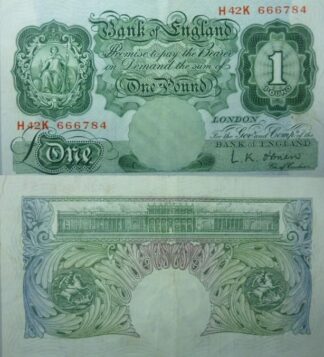 Bank of England
H42K 666784
Promise to pay the Bearer
on Demand the sum of
One Pound
1
POUND
LONDON
For the Govr and Compa of the
BANK of ENGLAND
H42K 666784
£ONE
L.K. O'Brien
Chief Cashier